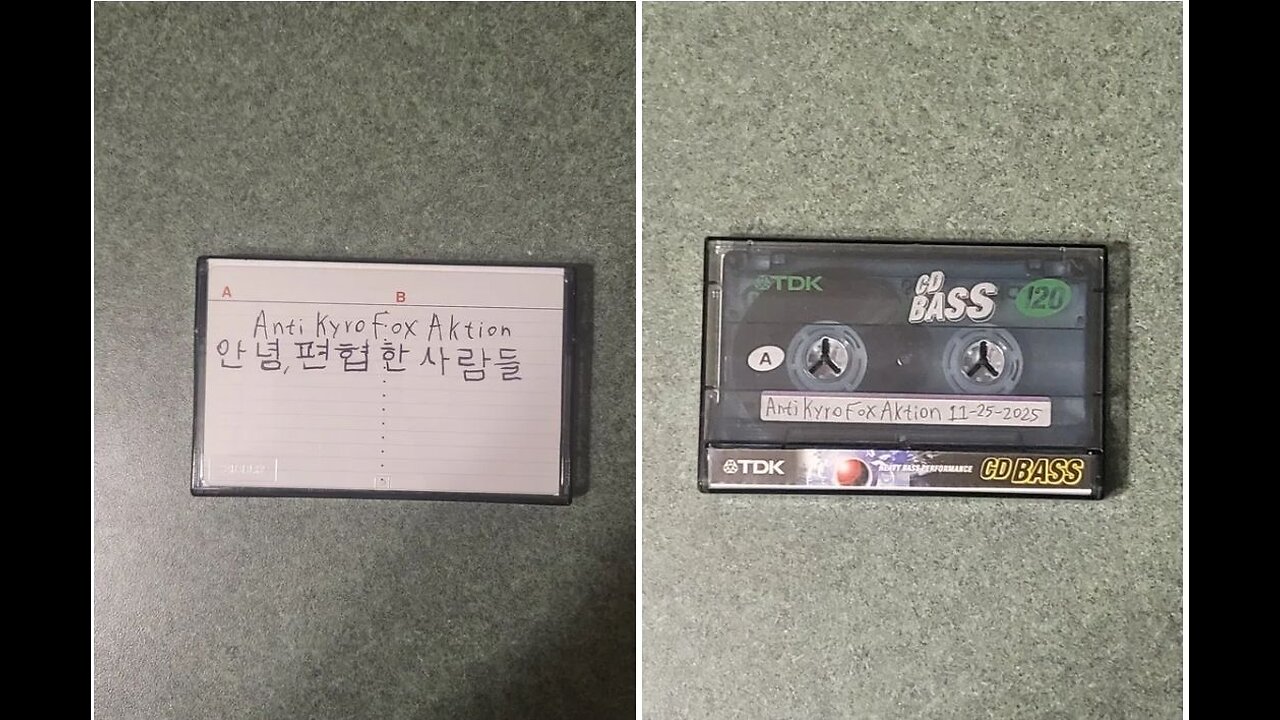 A
B
Anti Kyro Fox Aktion
안녕, 편협한 사람들
TDK
CD
BASS
120
A
Anti Kyro Fox Aktion 11-25-2025
TDK
HEAVY BASS PERFORMANCE
CD BASS